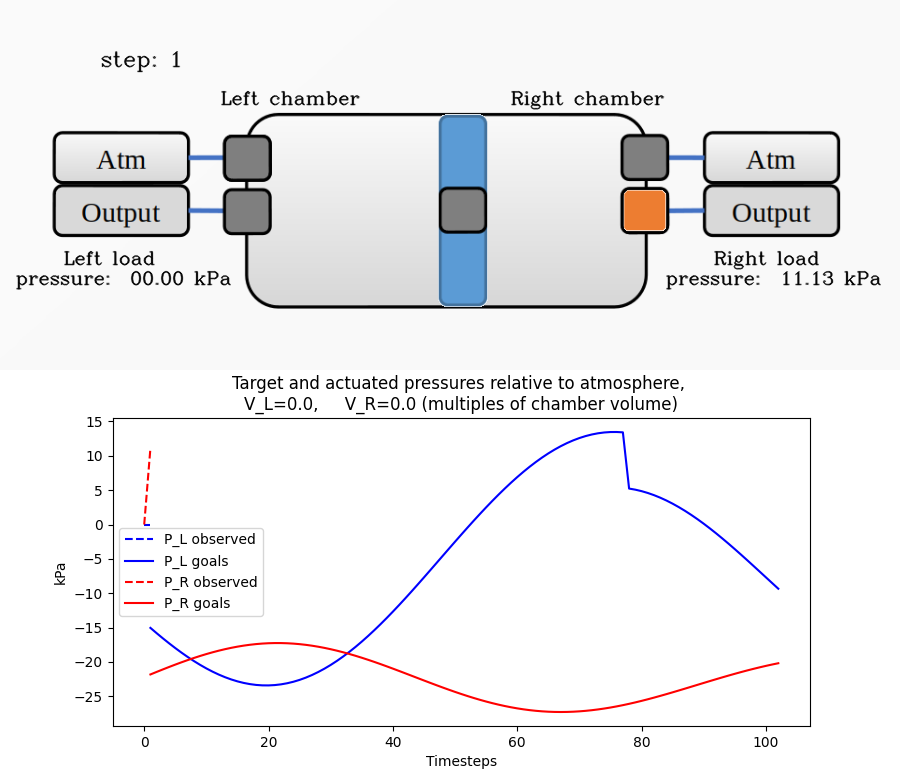 step: 1
Left chamber
Right chamber
Atm
Atm
Output
Output
Left load
pressure: 00.00 kPa
Right load
pressure: 11.13 kPa
Target and actuated pressures relative to atmosphere,
V_L=0.0, V_R=0.0 (multiples of chamber volume)
15
10
5
0
−5
−10
−15
−20
−25
kPa
P_L observed
P_L goals
P_R observed
P_R goals
0 20 40 60 80 100
Timesteps